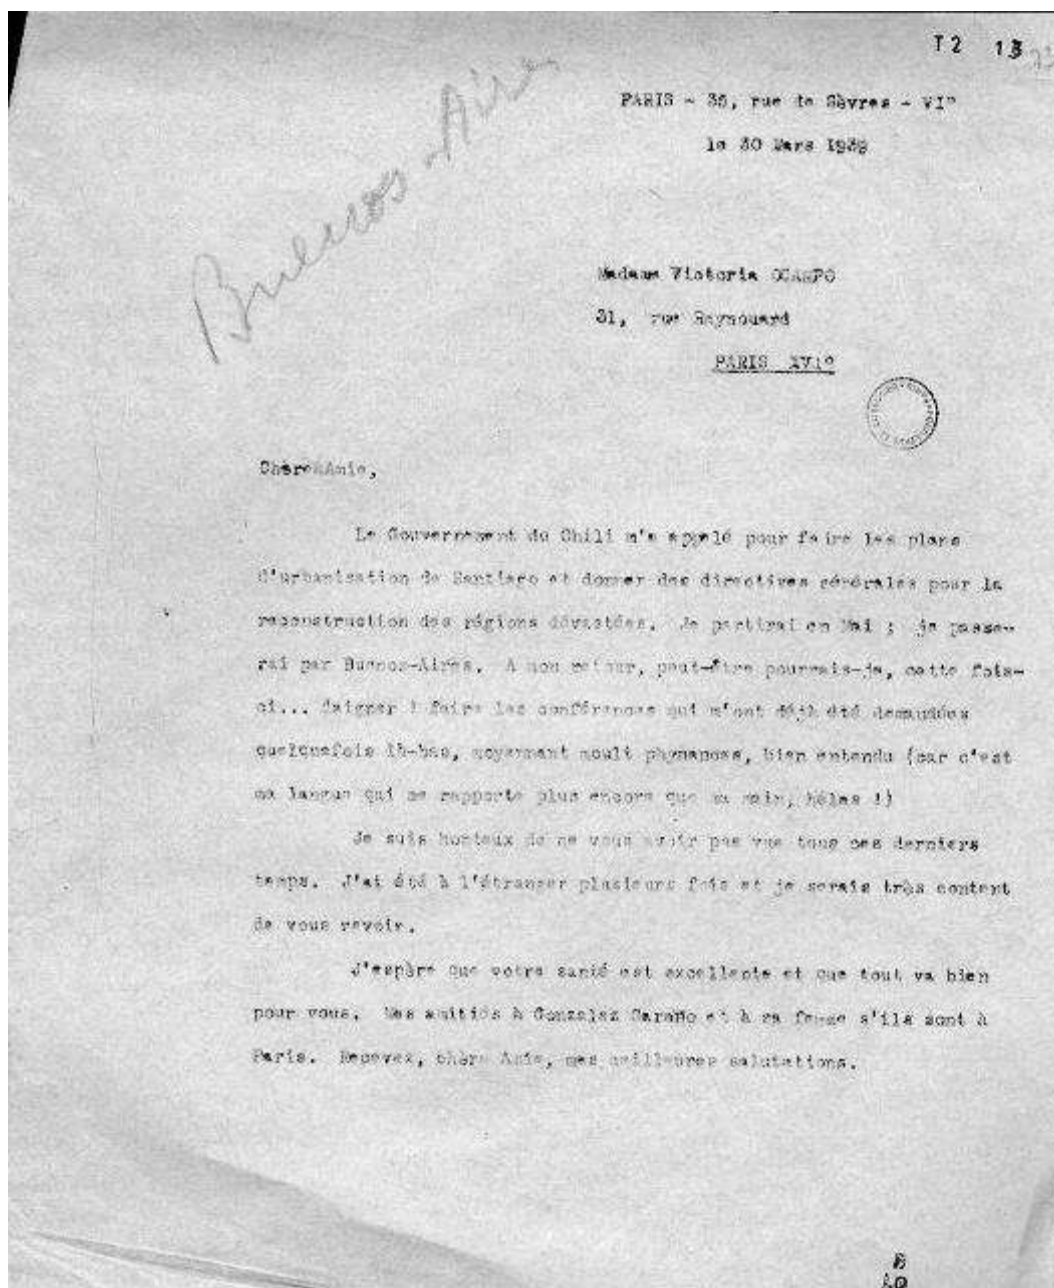 T2 13
Buenos-Aires
PARIS - 35, rue de Sèvres - VI°
le 30 Mars 1939
Madame Victoria OCAMPO
31, rue Raynouard
PARIS XVI°
Chère Amie,
Le Gouvernement du Chili m'a appelé pour faire les plans
d'urbanisation de Santiago et donner des directives générales pour la
reconstruction des régions dévastées. Je partirai en Mai ; je passe-
rai par Buenos-Aires. A mon retour, peut-être pourrais-je, cette fois-
ci... daigner ! faire les conférences qui m'ont déjà été demandées
quelquefois là-bas, moyennant moult phynances, bien entendu (car c'est
ma langue qui me rapporte plus encore que ma main, hélas !)
Je suis honteux de ne vous avoir pas vue tous ces derniers
temps. J'ai été à l'étranger plusieurs fois et je serais très content
de vous revoir.
J'espère que votre santé est excellente et que tout va bien
pour vous. Mes amitiés à Gonzalez Garaño et à sa femme s'ils sont à
Paris. Recevez, chère Amie, mes meilleures salutations.